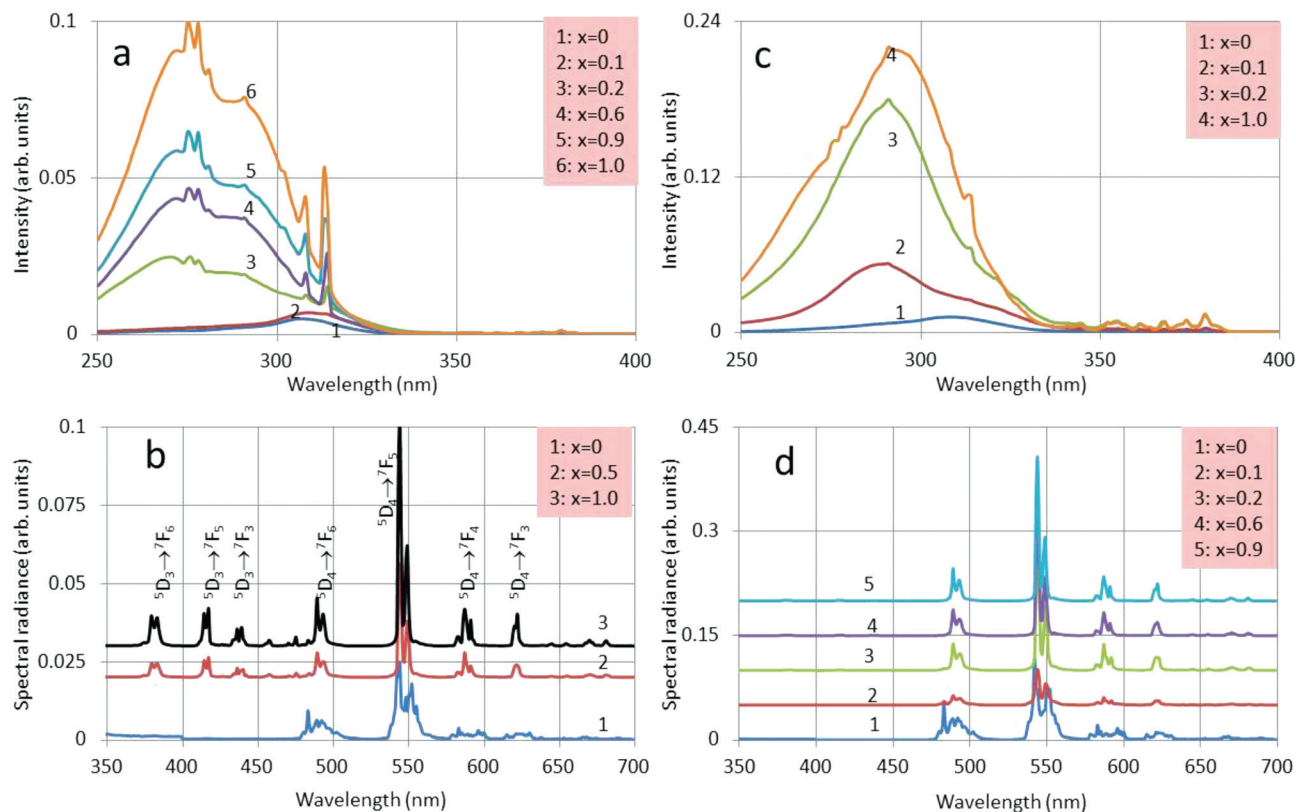 a
0.1
0.05
0
250
300
350
400
Intensity (arb. units)
Wavelength (nm)
1: x=0
2: x=0.1
3: x=0.2
4: x=0.6
5: x=0.9
6: x=1.0
6
5
4
3
2
1
c
0.24
0.12
0
250
300
350
400
Intensity (arb. units)
Wavelength (nm)
1: x=0
2: x=0.1
3: x=0.2
4: x=1.0
4
3
2
1
b
0.1
0.075
0.05
0.025
0
350
400
450
500
550
600
650
700
Spectral radiance (arb. units)
Wavelength (nm)
1: x=0
2: x=0.5
3: x=1.0
⁵D₃→⁷F₆
⁵D₃→⁷F₅
⁵D₃→⁷F₃
⁵D₄→⁷F₆
⁵D₄→⁷F₅
⁵D₄→⁷F₄
⁵D₄→⁷F₃
3
2
1
d
0.45
0.3
0.15
0
350
400
450
500
550
600
650
700
Spectral radiance (arb. units)
Wavelength (nm)
1: x=0
2: x=0.1
3: x=0.2
4: x=0.6
5: x=0.9
5
4
3
2
1